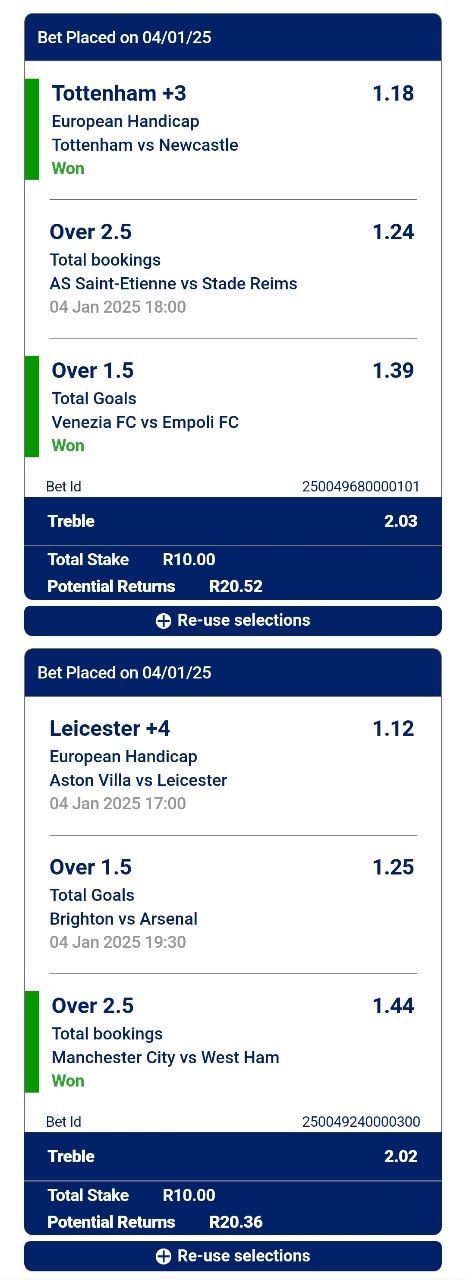 Bet Placed on 04/01/25
Tottenham +3 1.18
European Handicap
Tottenham vs Newcastle
Won
Over 2.5 1.24
Total bookings
AS Saint-Etienne vs Stade Reims
04 Jan 2025 18:00
Over 1.5 1.39
Total Goals
Venezia FC vs Empoli FC
Won
Bet Id 250049680000101
Treble 2.03
Total Stake R10.00
Potential Returns R20.52
Re-use selections
Bet Placed on 04/01/25
Leicester +4 1.12
European Handicap
Aston Villa vs Leicester
04 Jan 2025 17:00
Over 1.5 1.25
Total Goals
Brighton vs Arsenal
04 Jan 2025 19:30
Over 2.5 1.44
Total bookings
Manchester City vs West Ham
Won
Bet Id 250049240000300
Treble 2.02
Total Stake R10.00
Potential Returns R20.36
Re-use selections